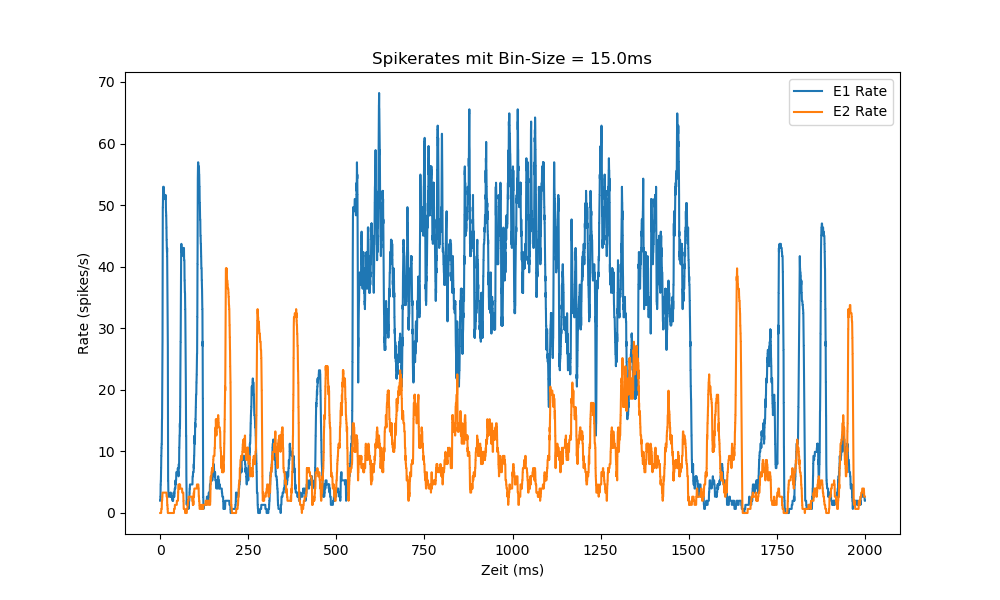 Spikerates mit Bin-Size = 15.0ms
E1 Rate
E2 Rate
70
60
50
40
30
20
10
0
Rate (spikes/s)
0 250 500 750 1000 1250 1500 1750 2000
Zeit (ms)